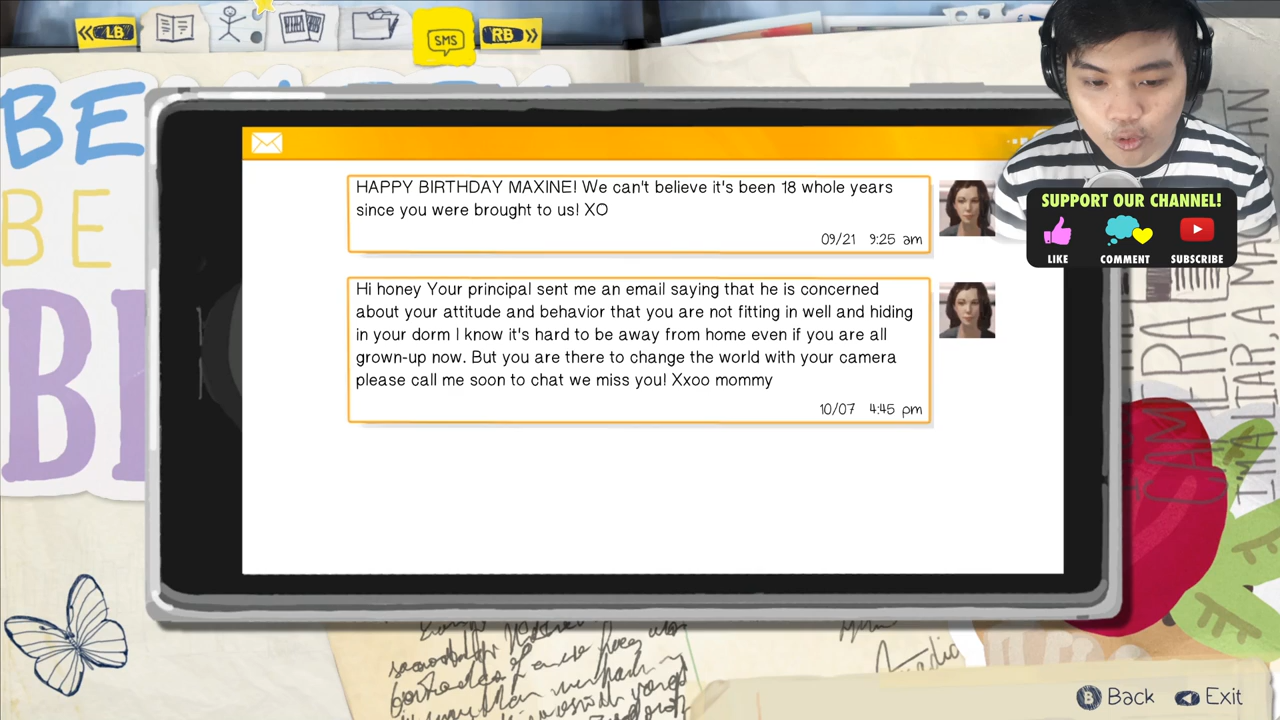 LB
SMS
RB
BE
BE
HAPPY BIRTHDAY MAXINE! We can't believe it's been 18 whole years
since you were brought to us! XO
09/21 9:25 am
SUPPORT OUR CHANNEL!
LIKE COMMENT SUBSCRIBE
Hi honey Your principal sent me an email saying that he is concerned
about your attitude and behavior that you are not fitting in well and hiding
in your dorm I know it's hard to be away from home even if you are all
grown-up now. But you are there to change the world with your camera
please call me soon to chat we miss you! Xxoo mommy
10/07 4:45 pm
CAMERA
B Back Exit